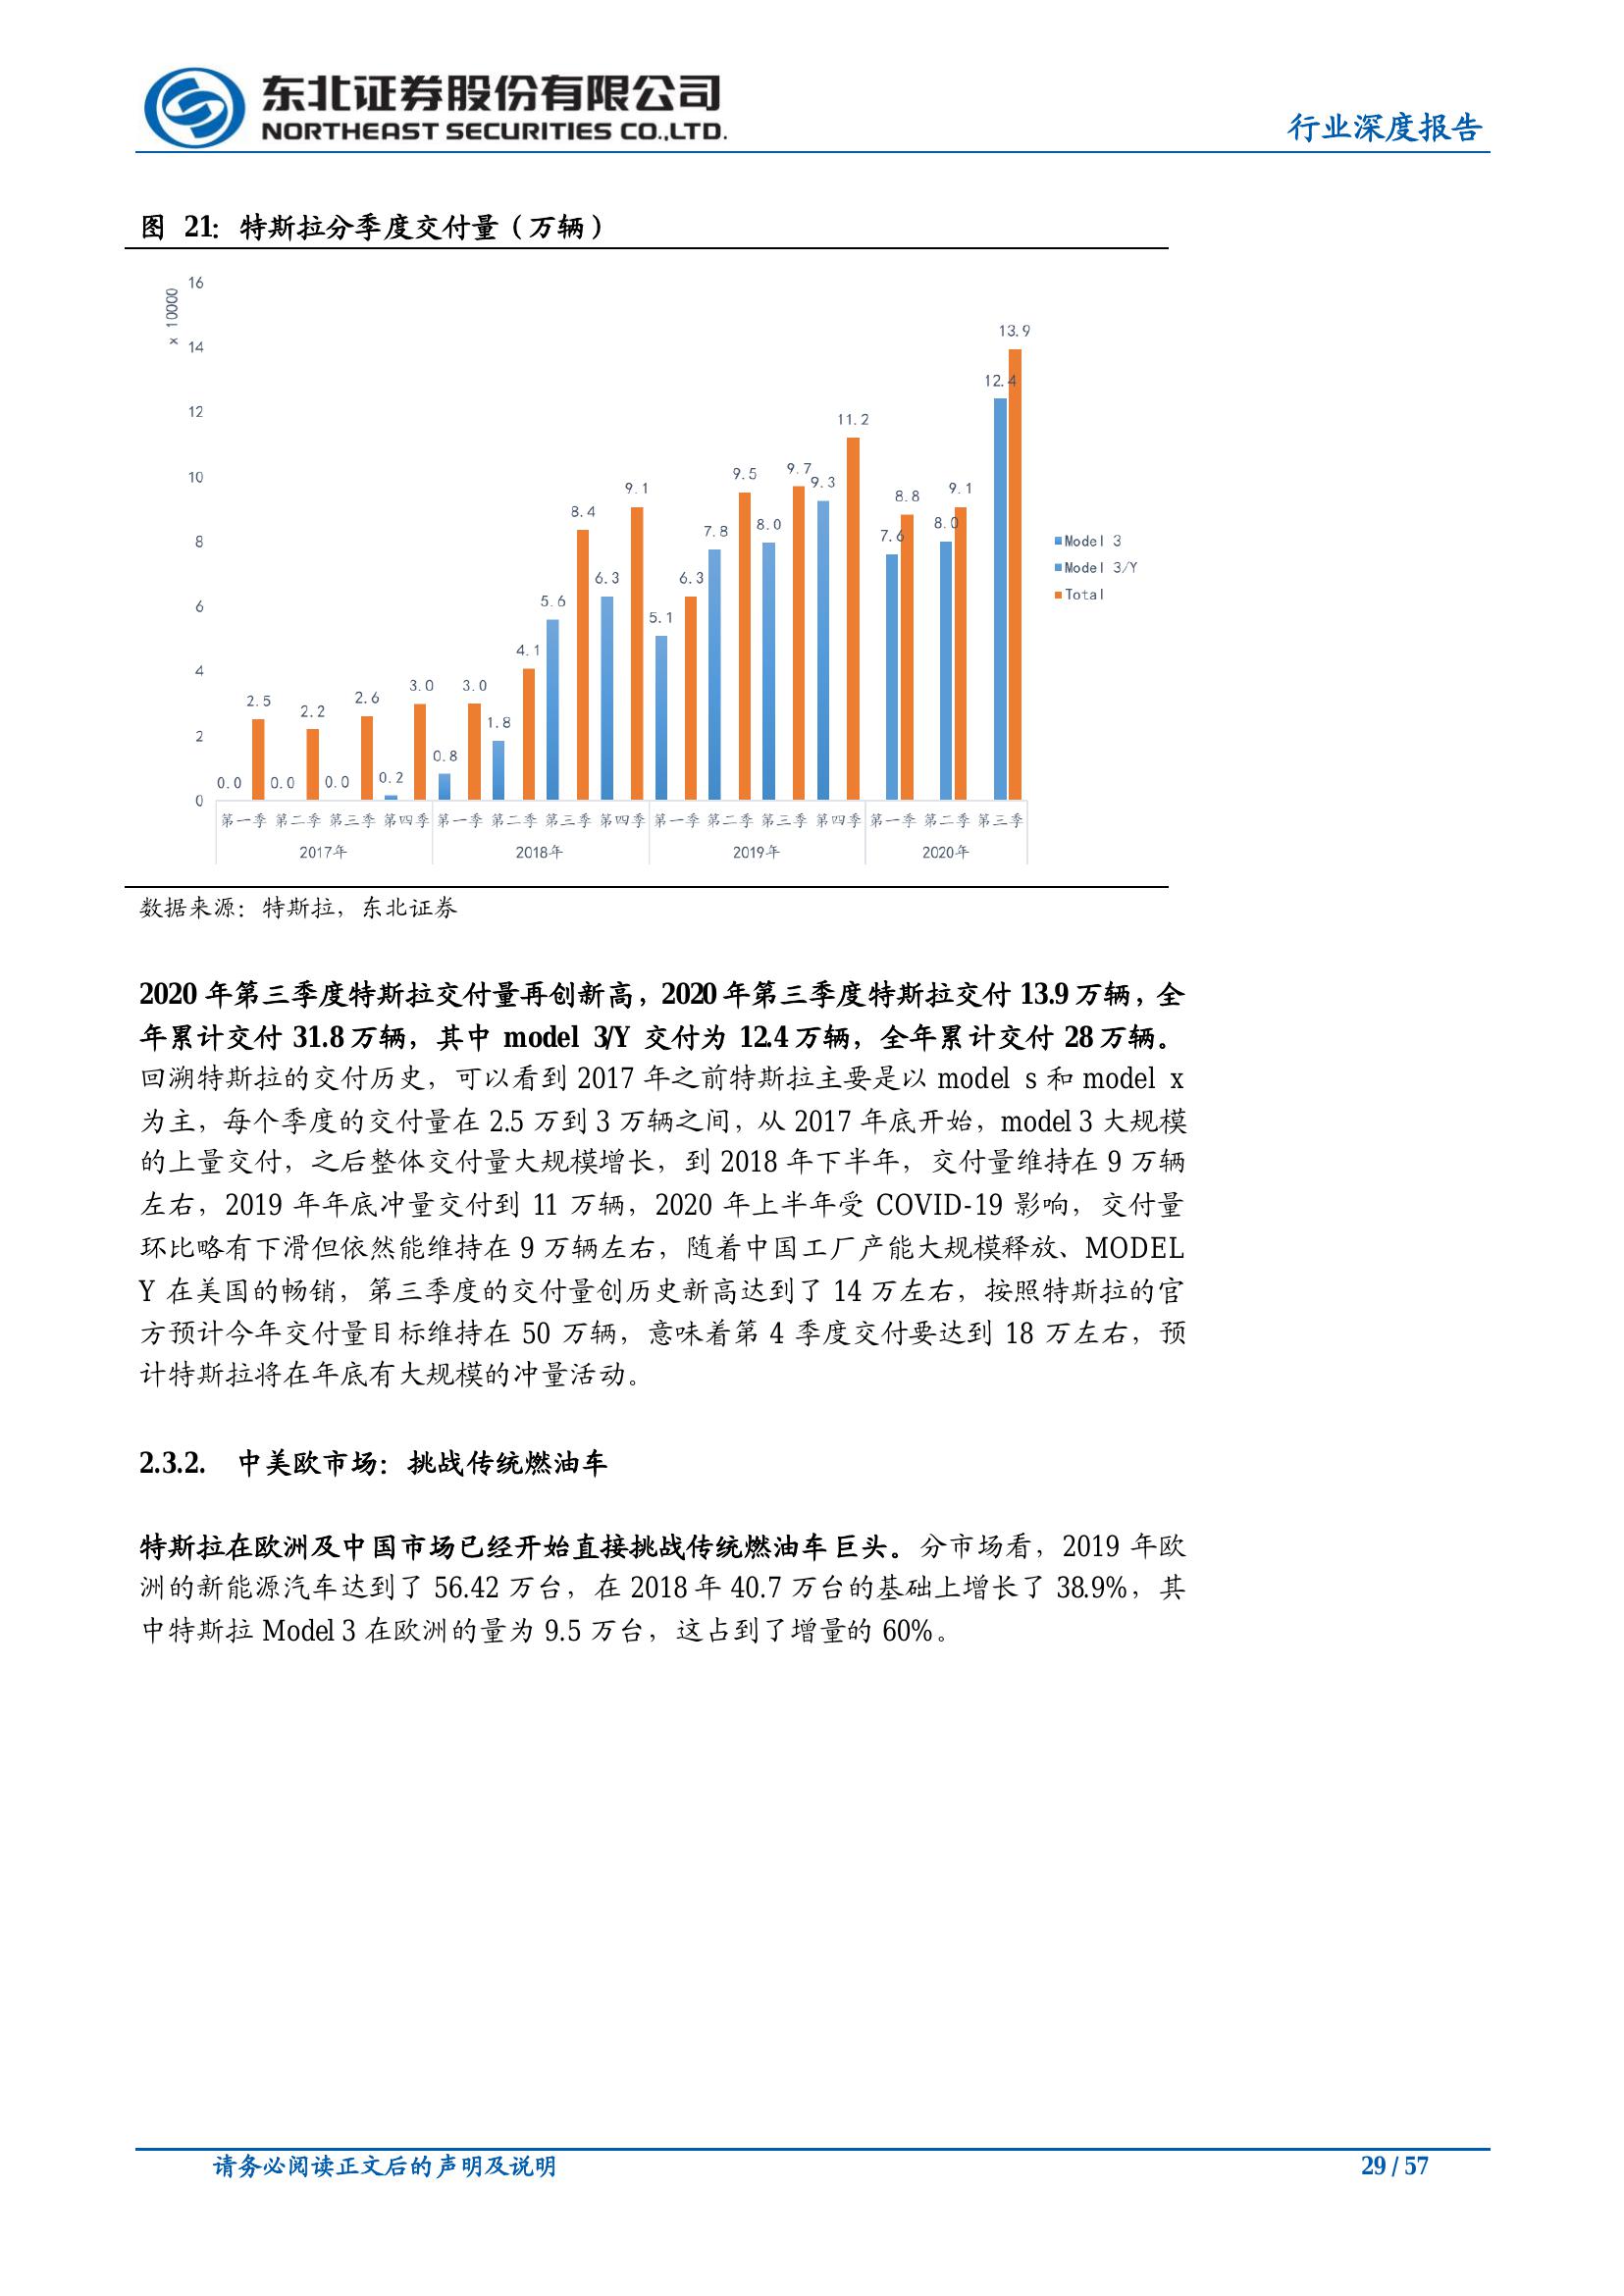 东北证券股份有限公司
NORTHEAST SECURITIES CO.,LTD.
行业深度报告
图 21：特斯拉分季度交付量（万辆）
x 10000
16
14
12
10
8
6
4
2
0
0.0 2.5 0.0 2.2 0.0 2.6 0.2 3.0 0.8 3.0 1.8 4.1 5.6 8.4 6.3 9.1 5.1 6.3 7.8 9.5 8.0 9.7 9.3 11.2 7.6 8.8 8.0 9.1 12.4 13.9
Model 3
Model 3/Y
Total
第一季 第二季 第三季 第四季 第一季 第二季 第三季 第四季 第一季 第二季 第三季 第四季 第一季 第二季 第三季
2017年 2018年 2019年 2020年
数据来源：特斯拉，东北证券
2020 年第三季度特斯拉交付量再创新高，2020 年第三季度特斯拉交付 13.9 万辆，全
年累计交付 31.8 万辆，其中 model 3/Y 交付为 12.4 万辆，全年累计交付 28 万辆。
回溯特斯拉的交付历史，可以看到 2017 年之前特斯拉主要是以 model s 和 model x
为主，每个季度的交付量在 2.5 万到 3 万辆之间，从 2017 年底开始，model 3 大规模
的上量交付，之后整体交付量大规模增长，到 2018 年下半年，交付量维持在 9 万辆
左右，2019 年年底冲量交付到 11 万辆，2020 年上半年受 COVID-19 影响，交付量
环比略有下滑但依然能维持在 9 万辆左右，随着中国工厂产能大规模释放、MODEL
Y 在美国的畅销，第三季度的交付量创历史新高达到了 14 万左右，按照特斯拉的官
方预计今年交付量目标维持在 50 万辆，意味着第 4 季度交付要达到 18 万左右，预
计特斯拉将在年底有大规模的冲量活动。
2.3.2. 中美欧市场：挑战传统燃油车
特斯拉在欧洲及中国市场已经开始直接挑战传统燃油车巨头。分市场看，2019 年欧
洲的新能源汽车达到了 56.42 万台，在 2018 年 40.7 万台的基础上增长了 38.9%，其
中特斯拉 Model 3 在欧洲的量为 9.5 万台，这占到了增量的 60%。
请务必阅读正文后的声明及说明
29 / 57